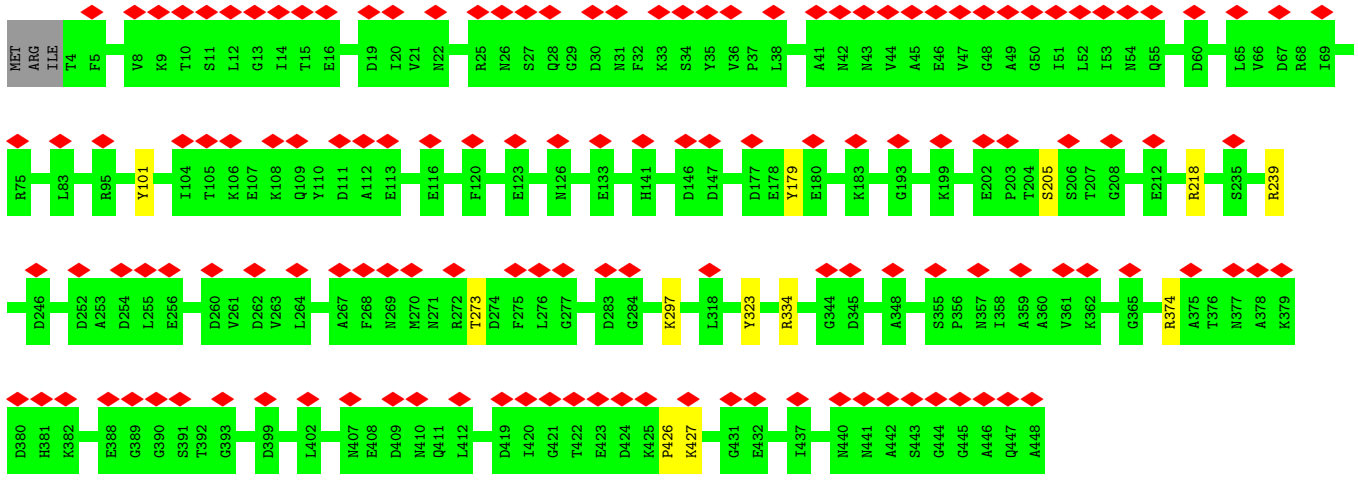 MET ARG ILE T4 F5 V8 K9 T10 S11 L12 G13 I14 T15 E16 D19 I20 V21 N22 R25 N26 S27 Q28 G29 D30 N31 F32 K33 S34 Y35 V36 P37 L38 A41 N42 N43 V44 A45 E46 V47 G48 A49 G50 I51 L52 I53 N54 Q55 D60 L65 V66 D67 R68 I69
R75 L83 R95 Y101 I104 T105 K106 E107 K108 Q109 Y110 D111 A112 E113 E116 F120 E123 N126 E133 H141 D146 D147 D177 E178 Y179 E180 K183 G193 K199 E202 P203 T204 S205 S206 T207 G208 E212 R218 S235 R239
D246 D252 A253 D254 L255 E256 D260 V261 D262 V263 L264 A267 F268 N269 M270 N271 R272 T273 D274 F275 L276 G277 D283 G284 K297 L318 Y323 R334 G344 D345 A348 S355 P356 N357 I358 A359 A360 V361 K362 G365 R374 A375 T376 N377 A378 K379
D380 H381 K382 E388 G389 G390 S391 T392 G393 D399 L402 N407 E408 D409 N410 Q411 L412 D419 I420 G421 T422 E423 D424 K425 P426 K427 G431 E432 I437 N440 N441 A442 S443 G444 G445 A446 Q447 A448